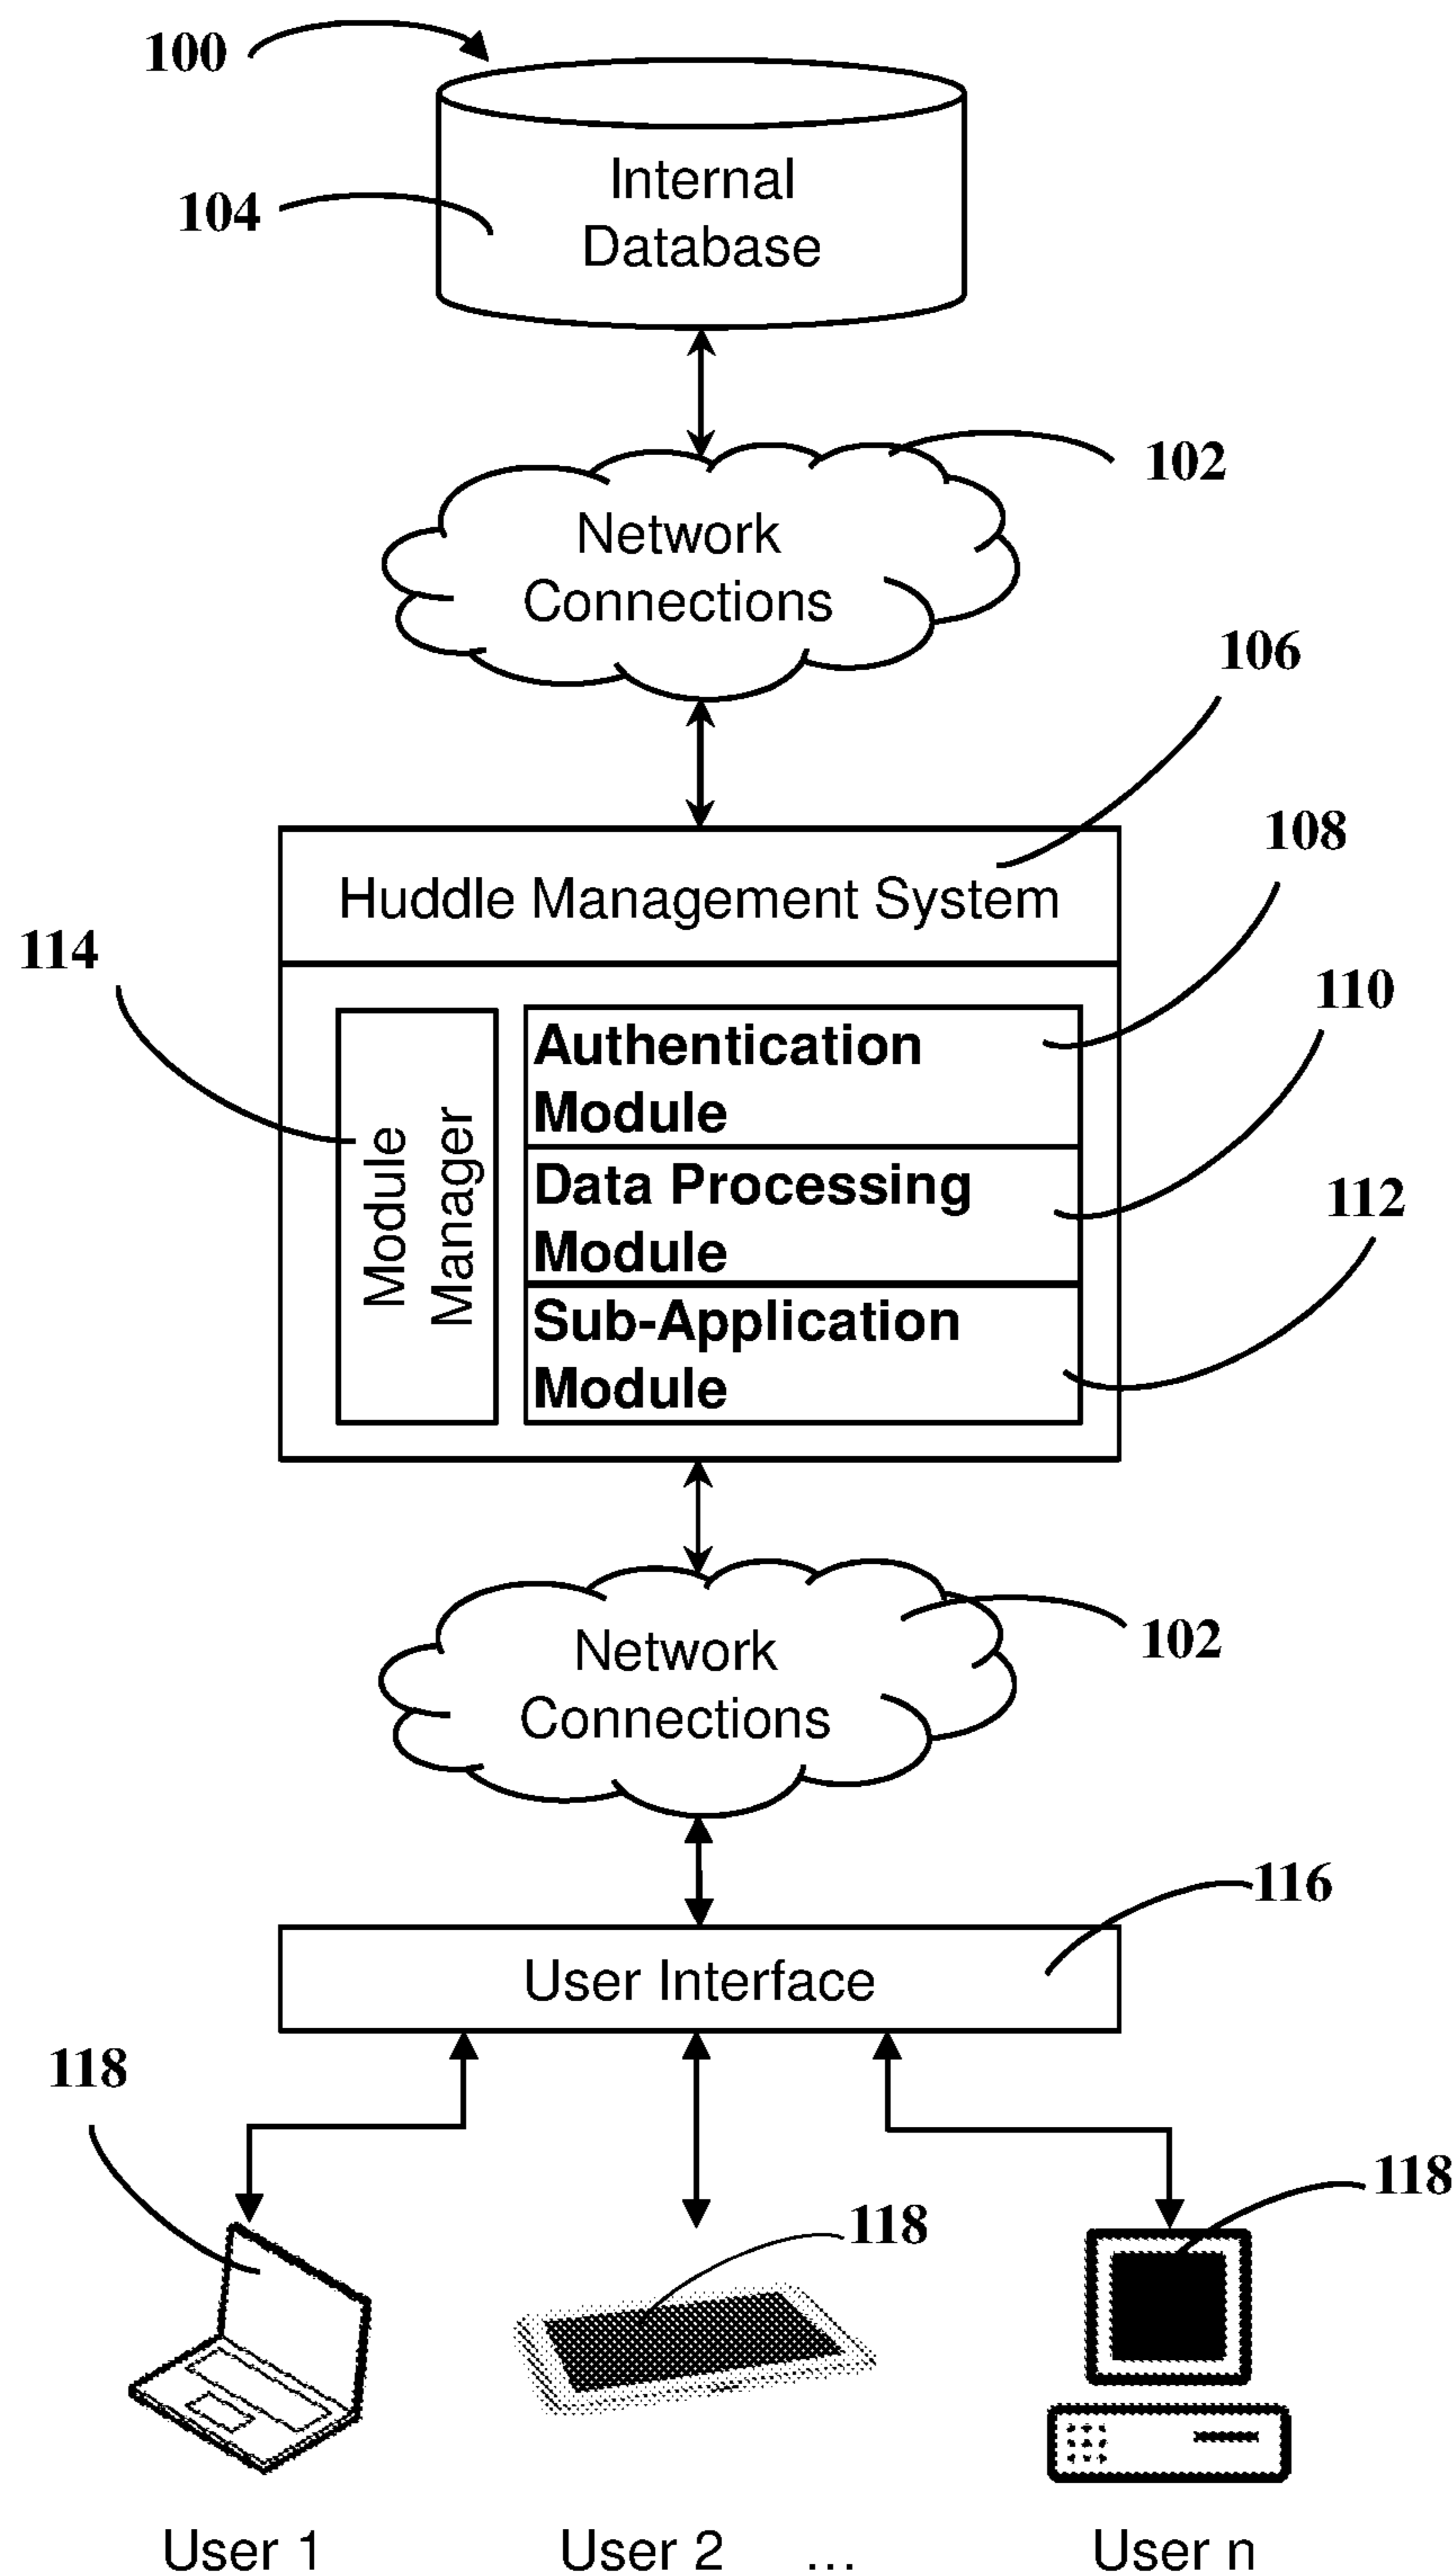 100
Internal
104
Database
102
Network
Connections
106
Huddle Management System
108
114
110
Authentication
Module
Module
Manager
Data Processing
Module
112
Sub-Application
Module
Network
102
Connections
116
User Interface
118
118
118
User 1
User 2
...
User n